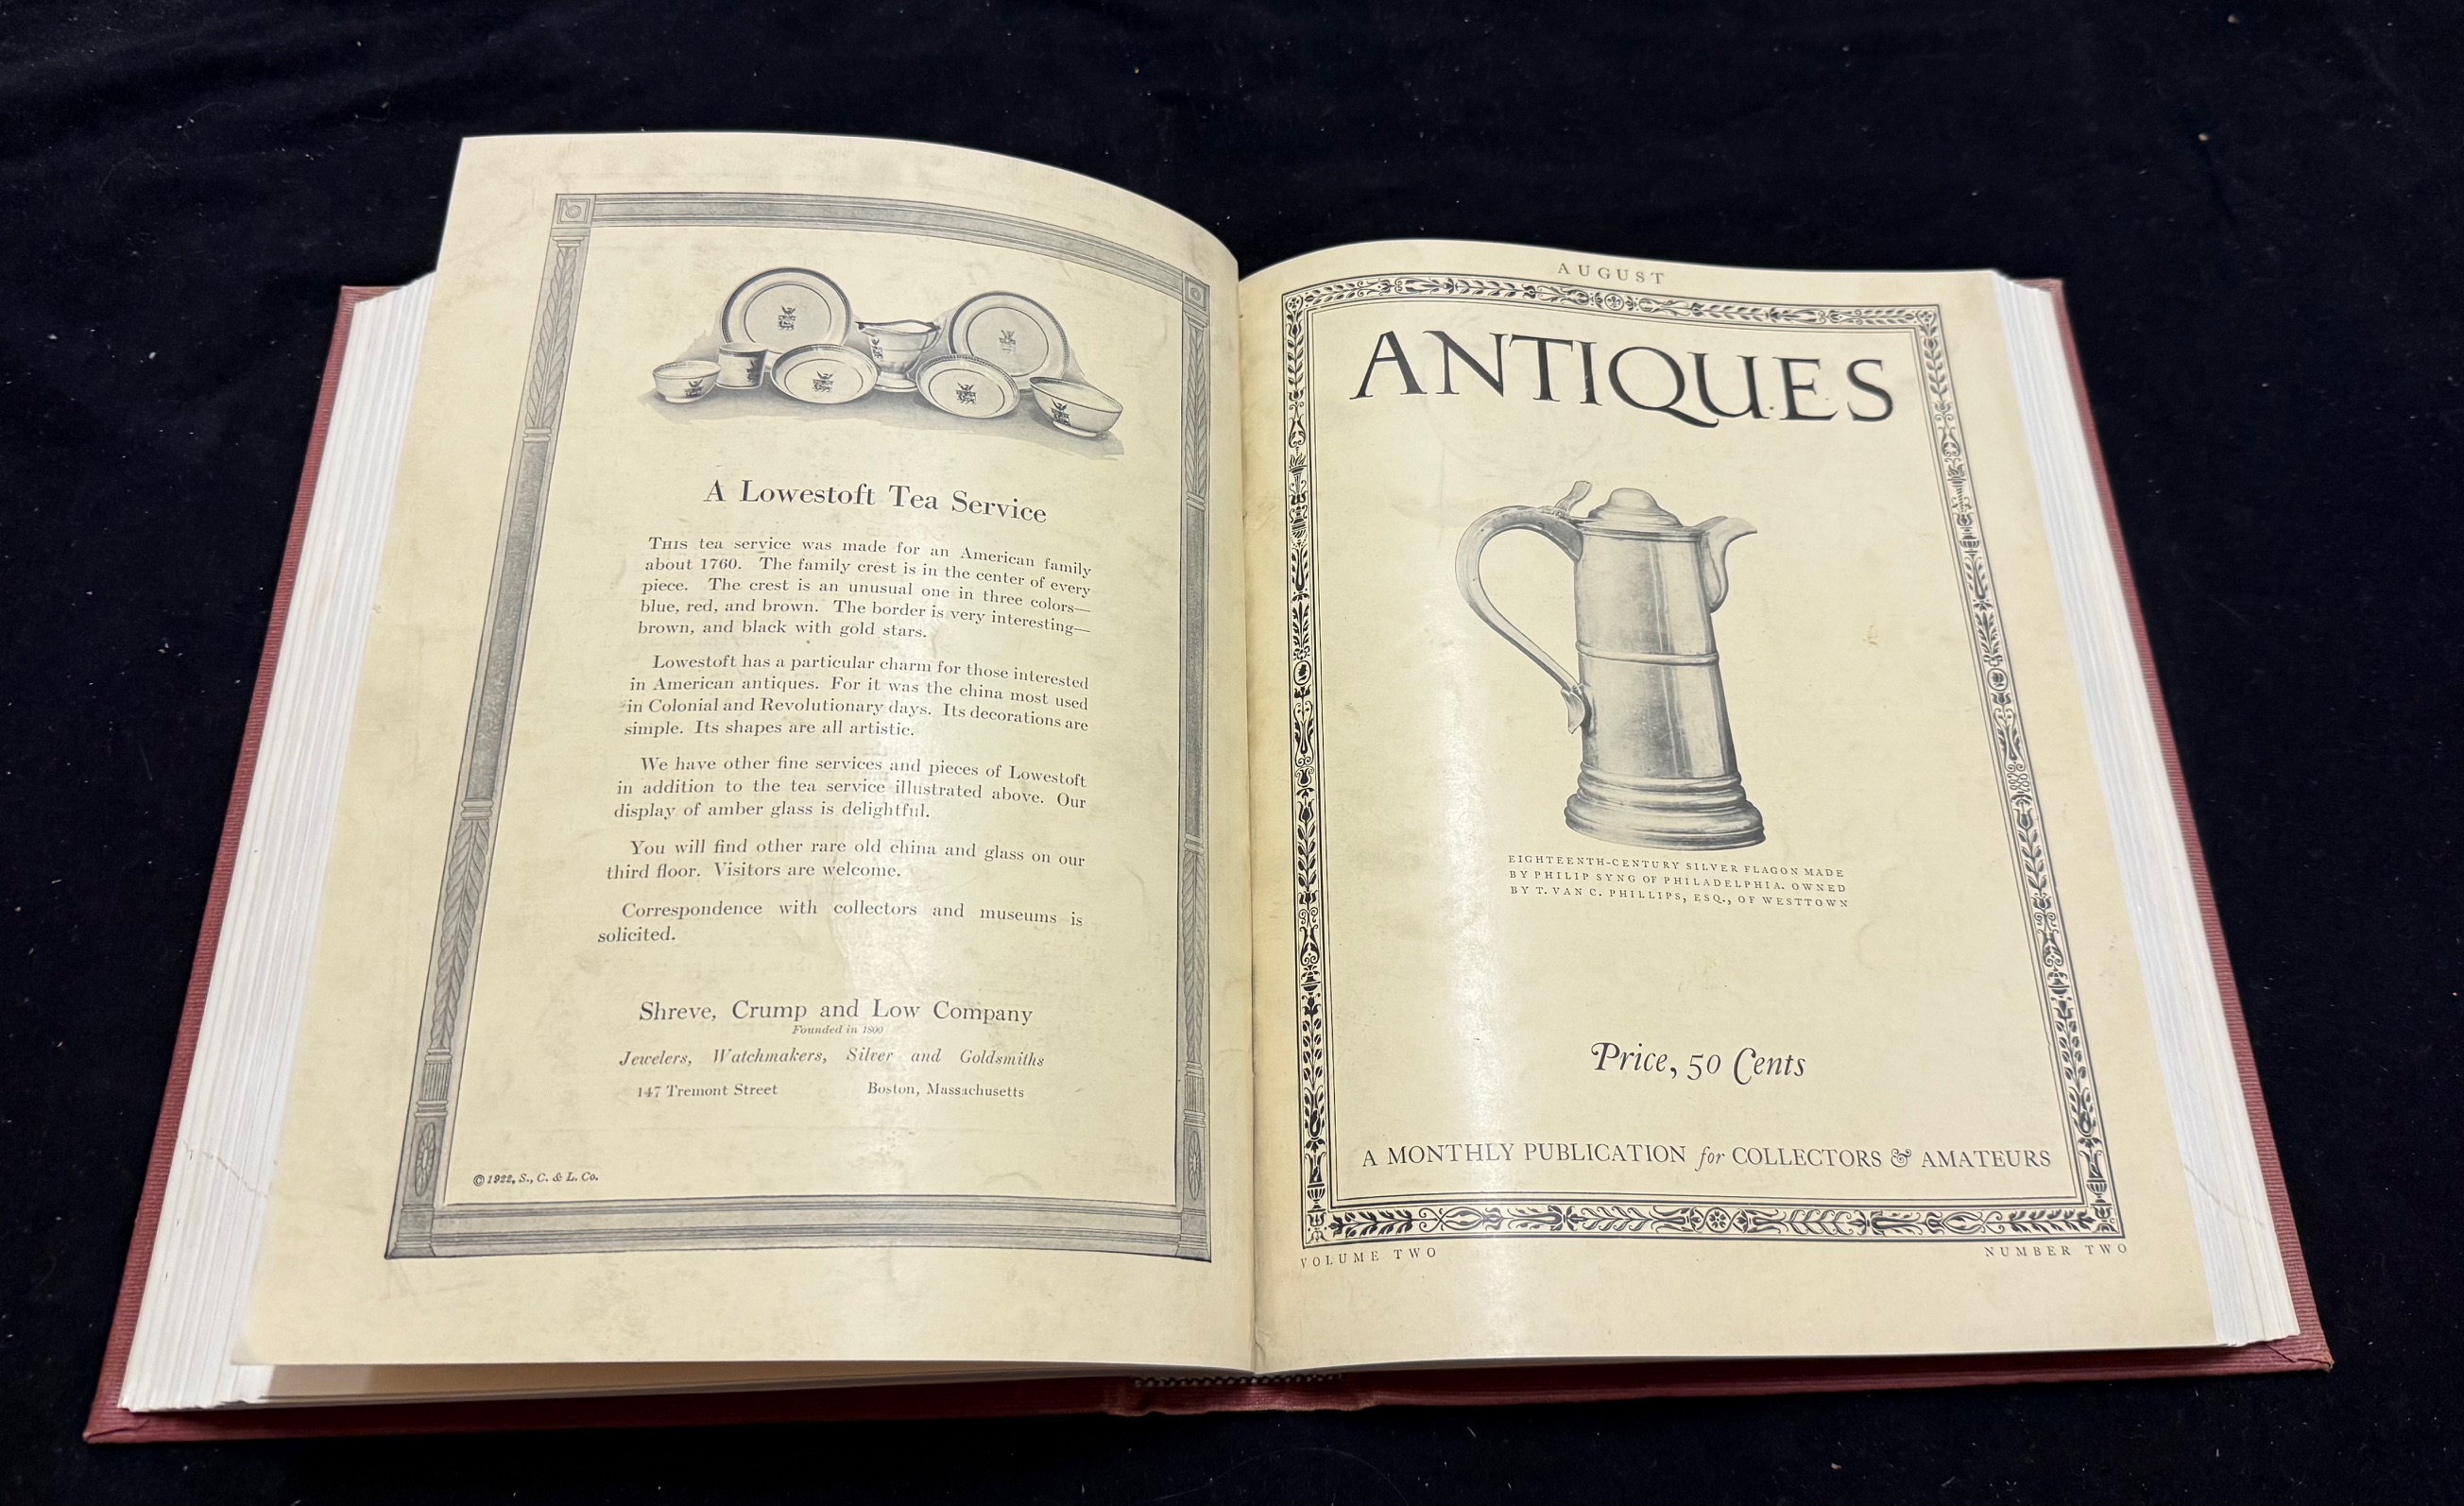 A Lowestoft Tea Service
THIS tea service was made for an American family
about 1760. The family crest is in the center of every
piece. The crest is an unusual one in three colors—
blue, red, and brown. The border is very interesting—
brown, and black with gold stars.
Lowestoft has a particular charm for those interested
in American antiques. For it was the china most used
in Colonial and Revolutionary days. Its decorations are
simple. Its shapes are all artistic.
We have other fine services and pieces of Lowestoft
in addition to the tea service illustrated above. Our
display of amber glass is delightful.
You will find other rare old china and glass on our
third floor. Visitors are welcome.
Correspondence with collectors and museums is
solicited.
Shreve, Crump and Low Company
Founded in 1800
Jewelers, Watchmakers, Silver and Goldsmiths
147 Tremont Street Boston, Massachusetts
© 1922, S., C. & L. Co.
AUGUST
ANTIQUES
EIGHTEENTH-CENTURY SILVER FLAGON MADE
BY PHILIP SYNG OF PHILADELPHIA. OWNED
BY T. VAN C. PHILLIPS, ESQ., OF WESTTOWN
Price, 50 Cents
A MONTHLY PUBLICATION for COLLECTORS & AMATEURS
VOLUME TWO NUMBER TWO